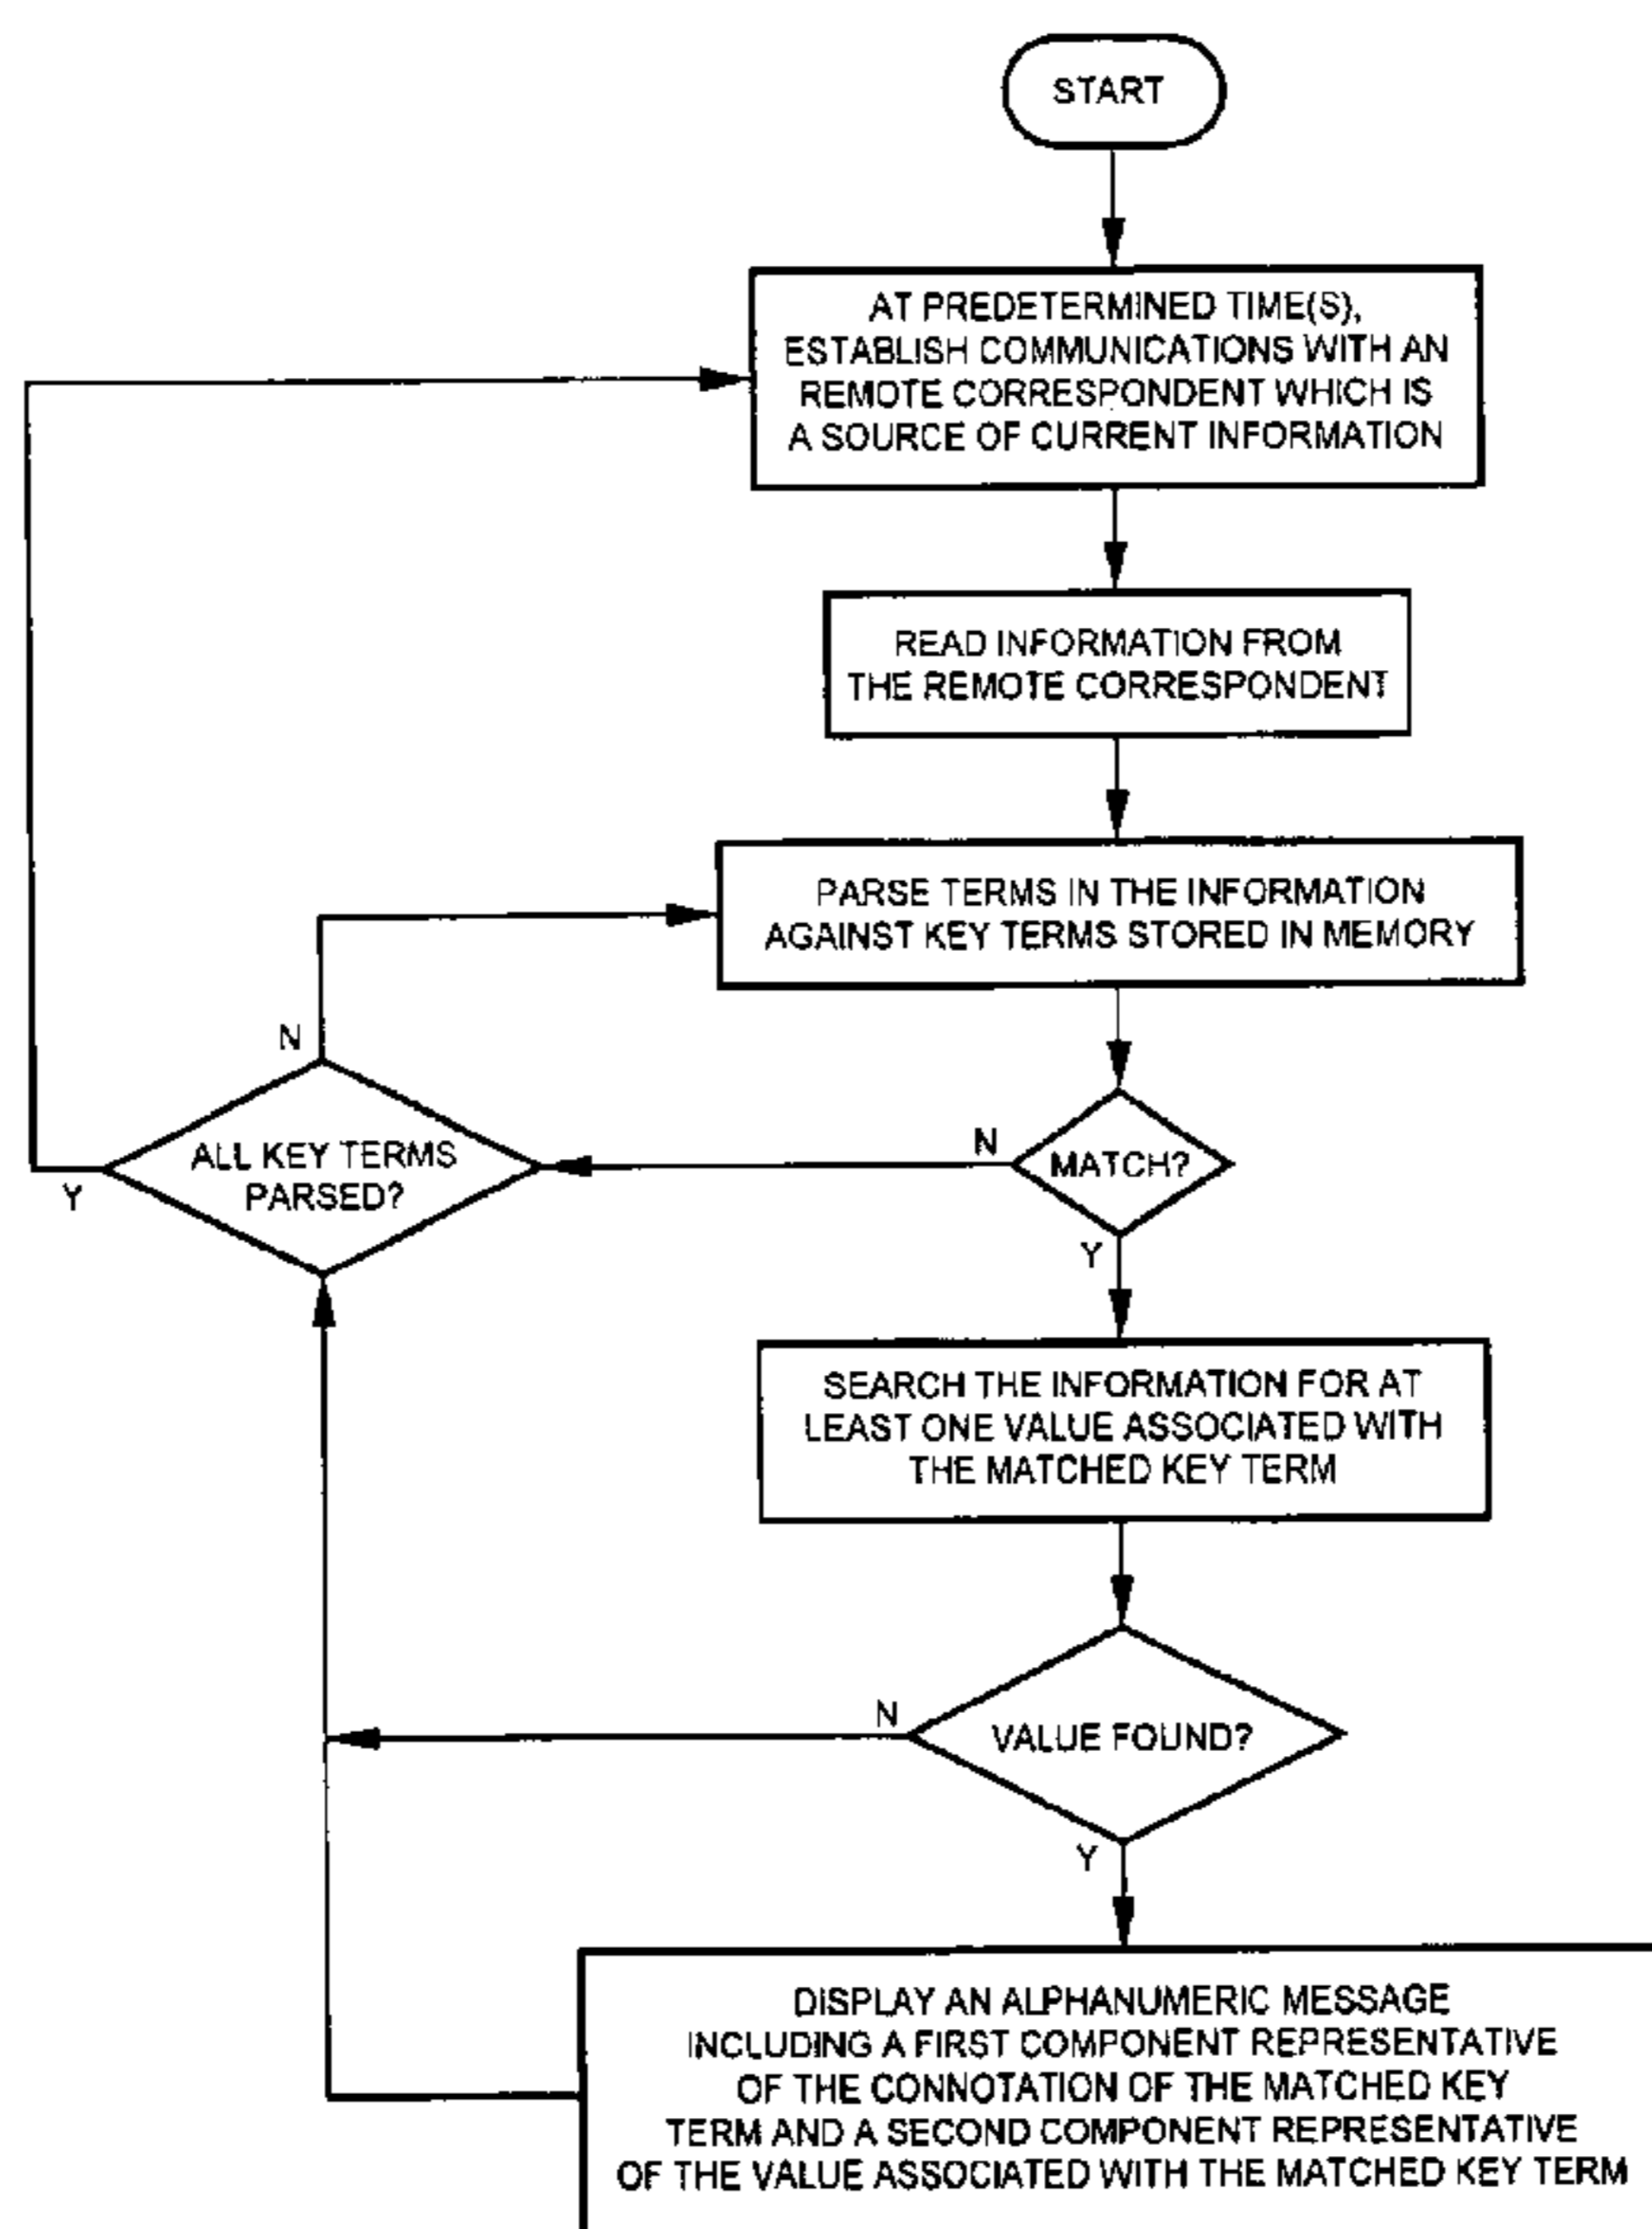 START
AT PREDETERMINED TIME(S),
ESTABLISH COMMUNICATIONS WITH AN
REMOTE CORRESPONDENT WHICH IS
A SOURCE OF CURRENT INFORMATION
READ INFORMATION FROM
THE REMOTE CORRESPONDENT
PARSE TERMS IN THE INFORMATION
AGAINST KEY TERMS STORED IN MEMORY
N
ALL KEY TERMS
PARSED?
Y
N
MATCH?
Y
SEARCH THE INFORMATION FOR AT
LEAST ONE VALUE ASSOCIATED WITH
THE MATCHED KEY TERM
N
VALUE FOUND?
Y
DISPLAY AN ALPHANUMERIC MESSAGE
INCLUDING A FIRST COMPONENT REPRESENTATIVE
OF THE CONNOTATION OF THE MATCHED KEY
TERM AND A SECOND COMPONENT REPRESENTATIVE
OF THE VALUE ASSOCIATED WITH THE MATCHED KEY TERM